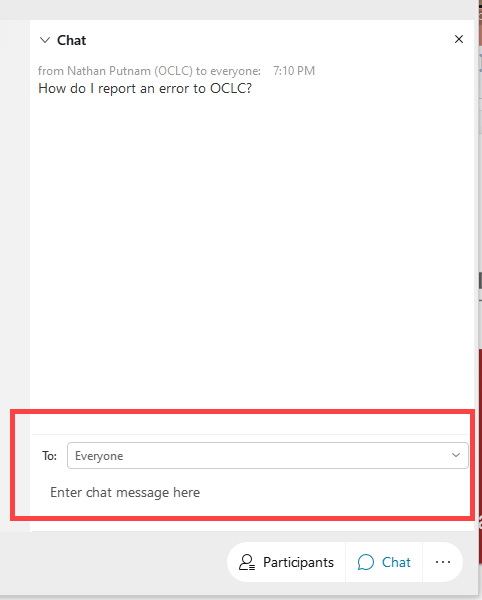 Chat
from Nathan Putnam (OCLC) to everyone: 7:10 PM
How do I report an error to OCLC?
To: Everyone
Enter chat message here
Participants Chat ...